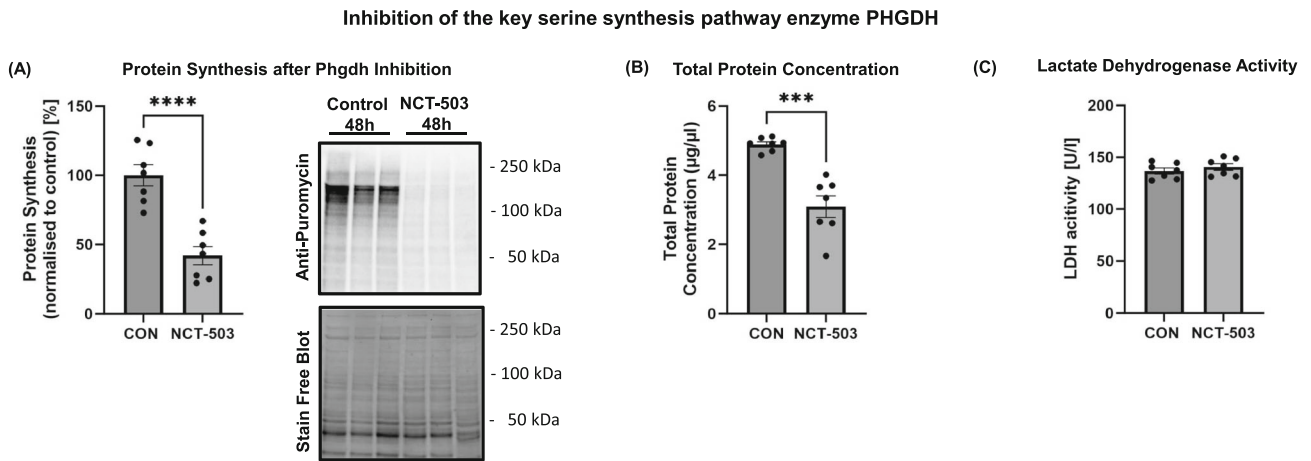 Inhibition of the key serine synthesis pathway enzyme PHGDH
(A)
Protein Synthesis after Phgdh Inhibition
Protein Synthesis
(normalised to control) [%]
150
100
50
0
****
CON
NCT-503
Control
48h
NCT-503
48h
Anti-Puromycin
- 250 kDa
- 100 kDa
- 50 kDa
Stain Free Blot
- 250 kDa
- 100 kDa
- 50 kDa
(B)
Total Protein Concentration
Total Protein
Concentration (µg/µl)
6
4
2
0
***
CON
NCT-503
(C)
Lactate Dehydrogenase Activity
LDH acitivity [U/l]
200
150
100
50
0
CON
NCT-503